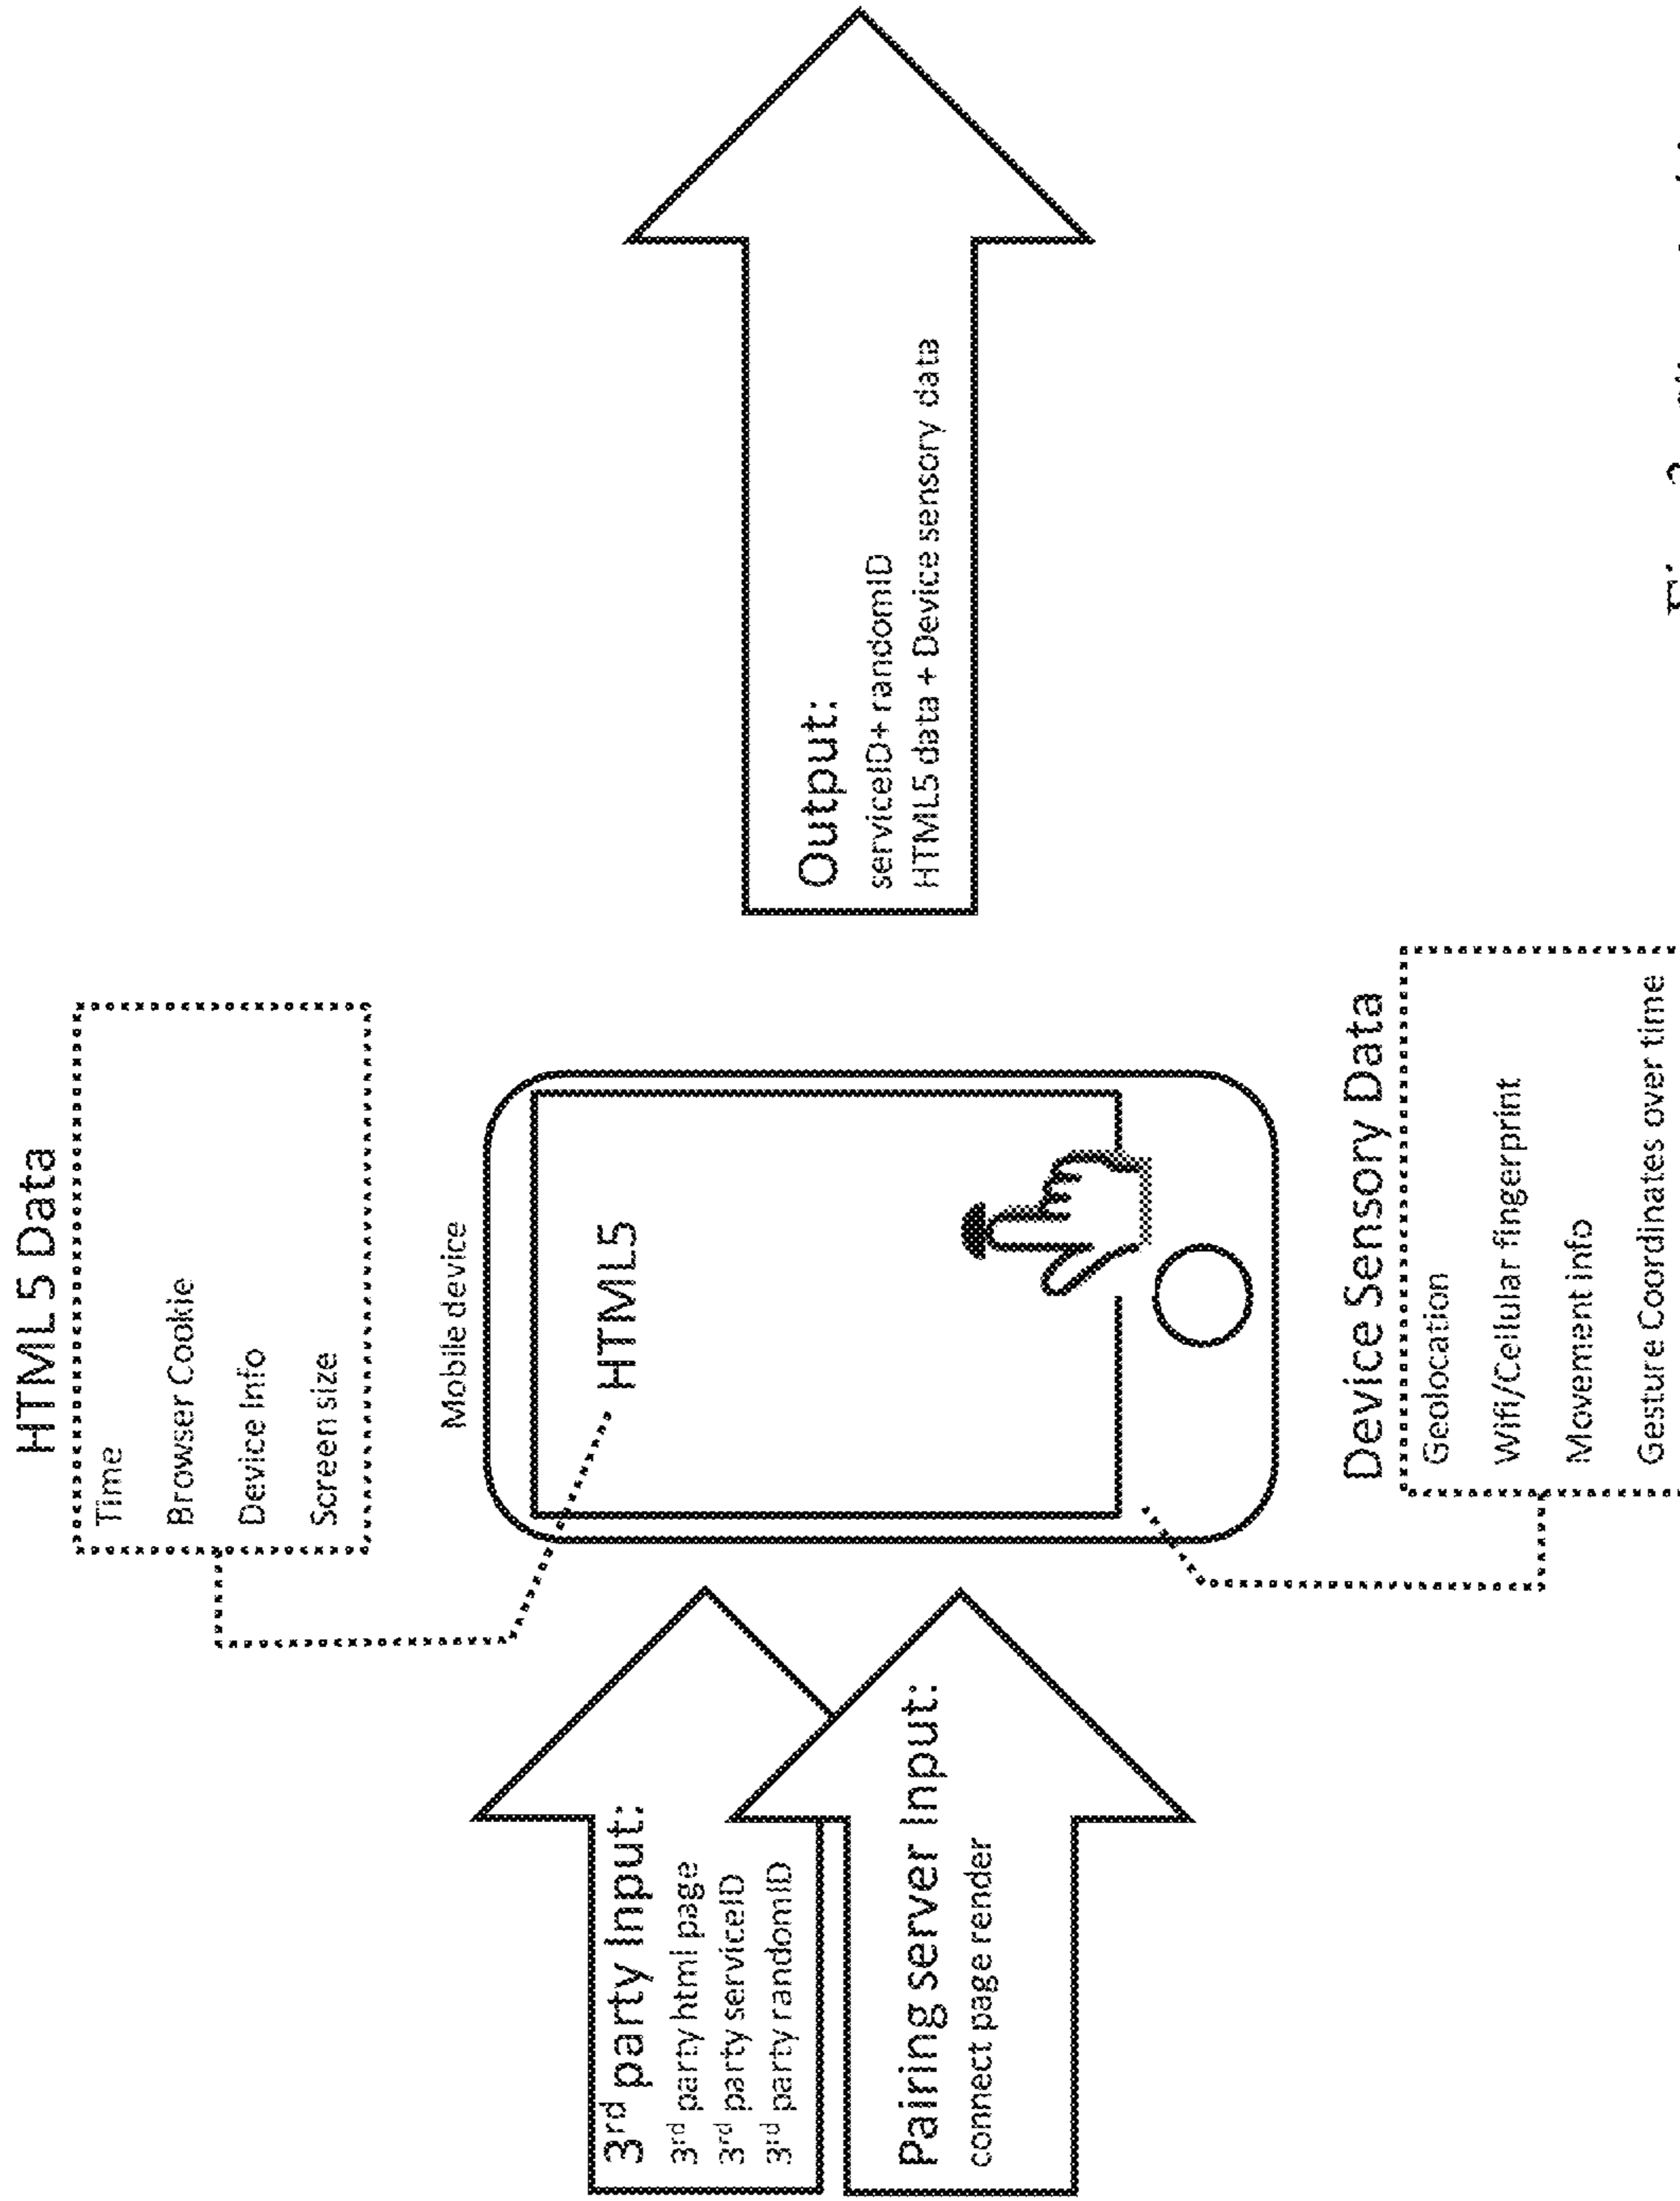 HTML5 Data
Time
Browser Cookie
Device Info
Screen size
Mobile device
HTML5
3rd party Input:
3rd party html page
3rd party serviceID
3rd party randomID
Pairing server Input:
connect page render
Output:
serviceID+ randomID
HTML5 data + Device sensory data
Device Sensory Data
Geolocation
Wifi/Cellular fingerprint
Movement info
Gesture Coordinates over time